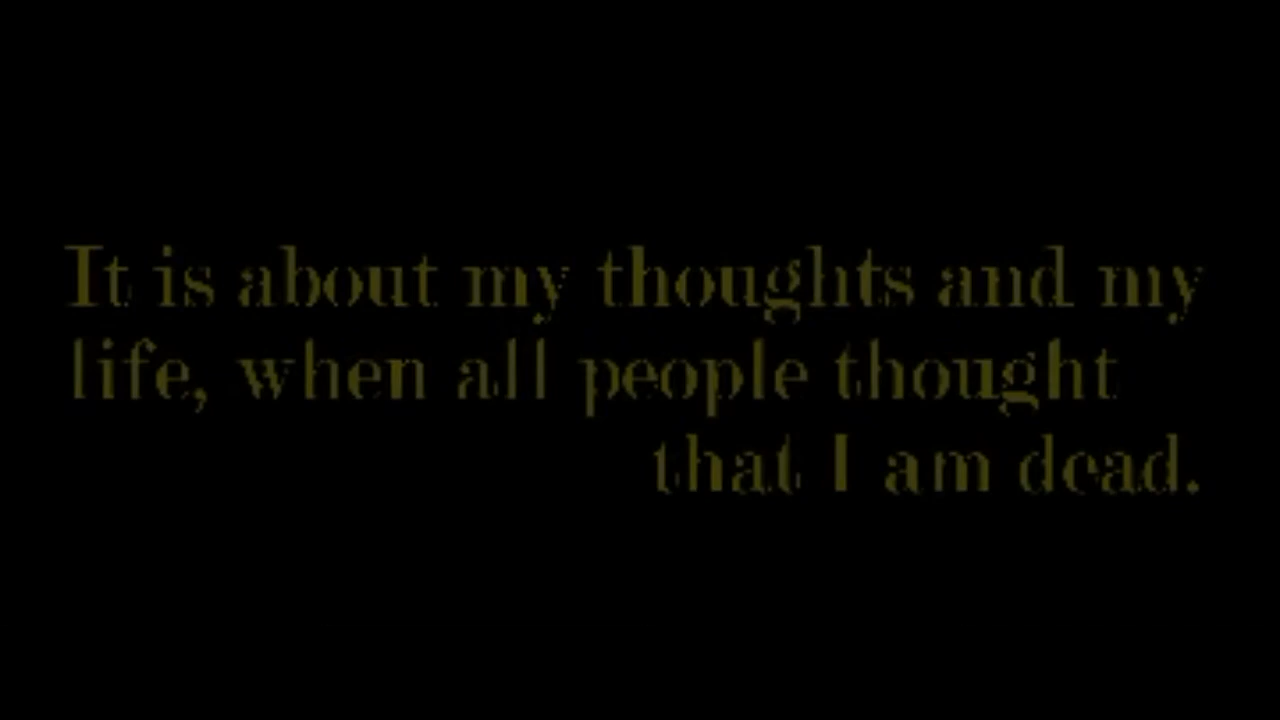 It is about my thoughts and my
life, when all people thought
that I am dead.